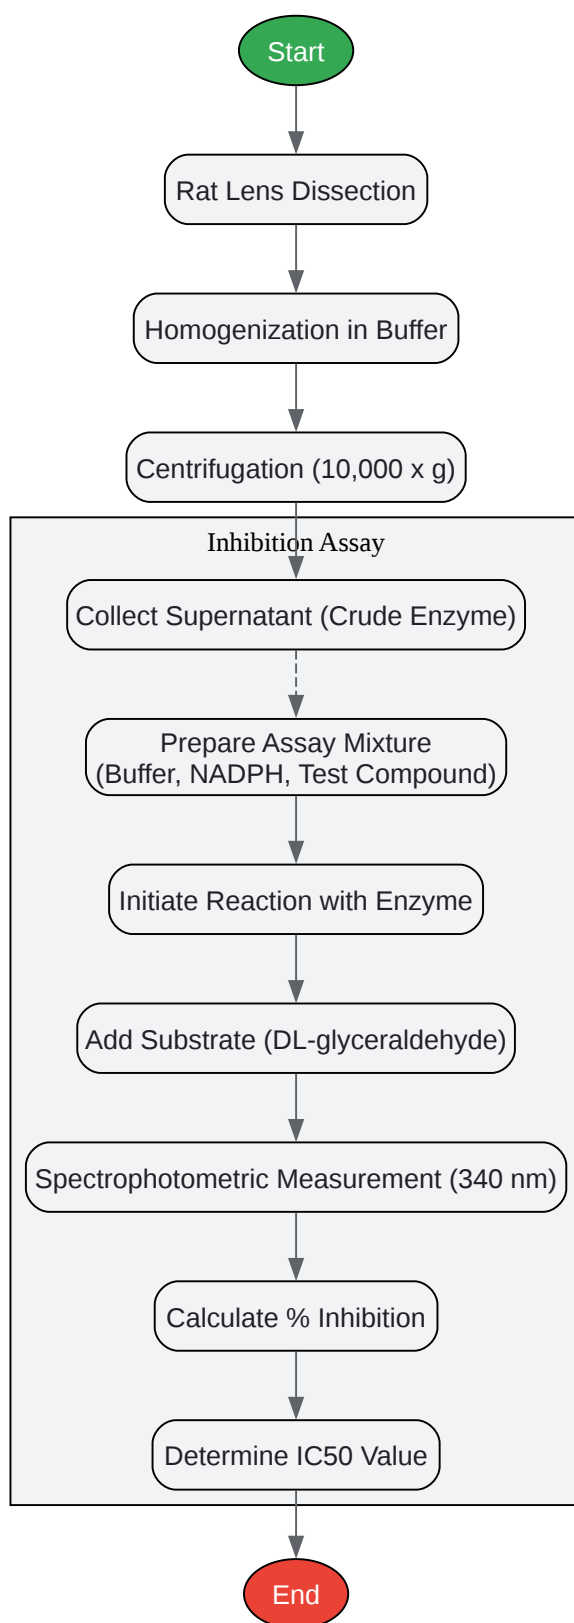 Start
Rat Lens Dissection
Homogenization in Buffer
Centrifugation (10,000 x g)
Inhibition Assay
Collect Supernatant (Crude Enzyme)
Prepare Assay Mixture
(Buffer, NADPH, Test Compound)
Initiate Reaction with Enzyme
Add Substrate (DL-glyceraldehyde)
Spectrophotometric Measurement (340 nm)
Calculate % Inhibition
Determine IC50 Value
End